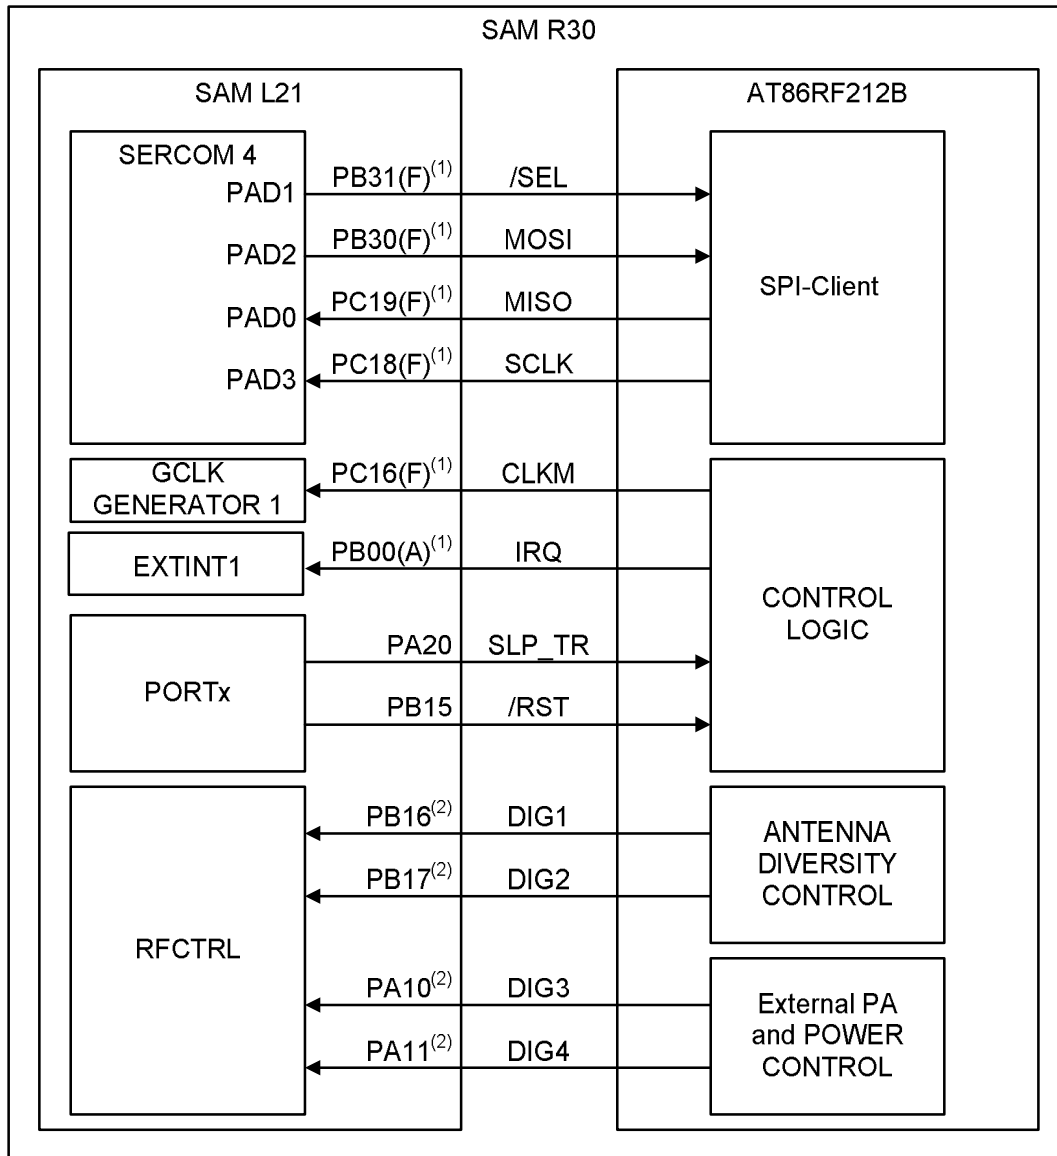 SAM R30
SAM L21
AT86RF212B
SERCOM 4
PAD1
PB31(F)(1)
/SEL
PAD2
PB30(F)(1)
MOSI
SPI-Client
PAD0
PC19(F)(1)
MISO
PAD3
PC18(F)(1)
SCLK
GCLK
GENERATOR 1
PC16(F)(1)
CLKM
EXTINT1
PB00(A)(1)
IRQ
CONTROL
LOGIC
PORTx
PA20
SLP_TR
PB15
/RST
RFCTRL
PB16(2)
DIG1
PB17(2)
DIG2
ANTENNA
DIVERSITY
CONTROL
PA10(2)
DIG3
PA11(2)
DIG4
External PA
and POWER
CONTROL